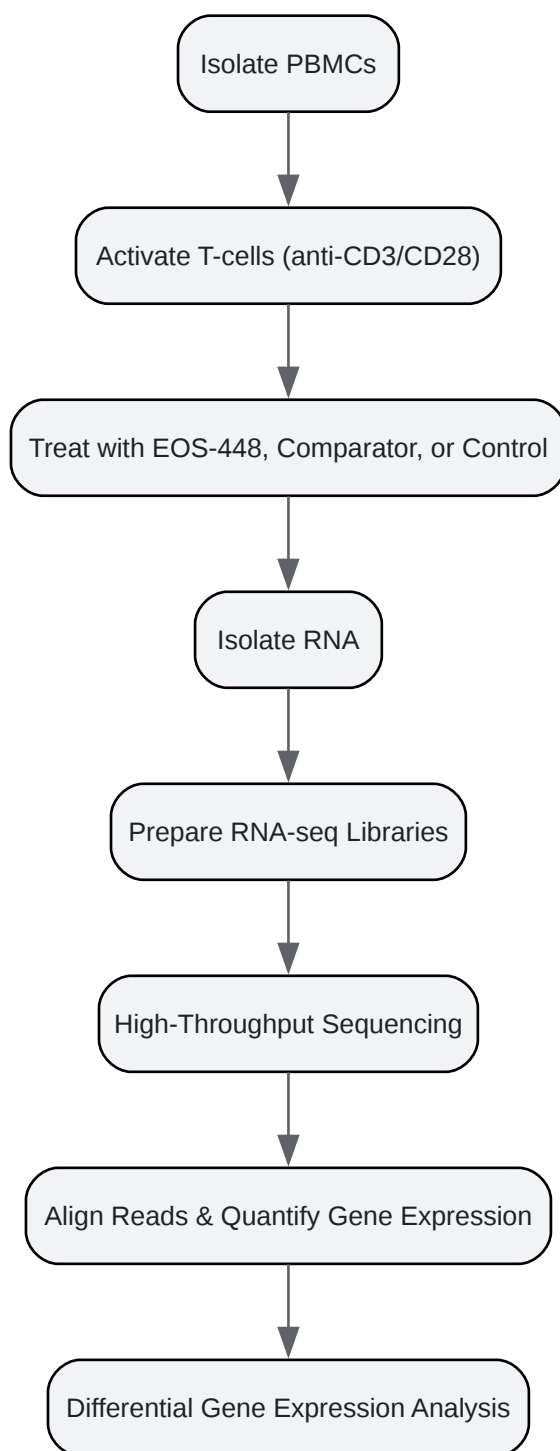 Isolate PBMCs
Activate T-cells (anti-CD3/CD28)
Treat with EOS-448, Comparator, or Control
Isolate RNA
Prepare RNA-seq Libraries
High-Throughput Sequencing
Align Reads & Quantify Gene Expression
Differential Gene Expression Analysis